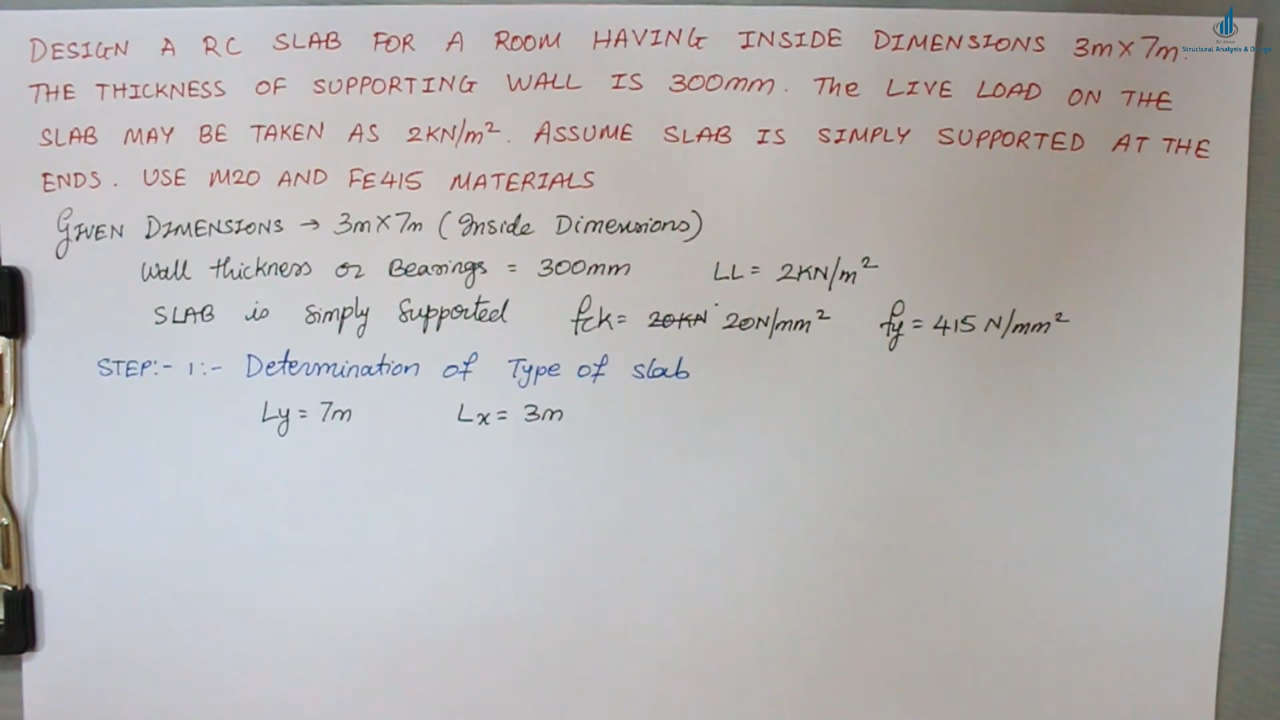 DESIGN A RC SLAB FOR A ROOM HAVING INSIDE DIMENSIONS 3m X 7m.
THE THICKNESS OF SUPPORTING WALL IS 300mm. The LIVE LOAD ON THE
SLAB MAY BE TAKEN AS 2KN/m². ASSUME SLAB IS SIMPLY SUPPORTED AT THE
ENDS. USE M20 AND FE415 MATERIALS
GIVEN DIMENSIONS → 3m X 7m (Inside Dimensions)
Wall thickness or Bearings = 300mm LL = 2KN/m²
SLAB is Simply Supported fck = 20KN 20N/mm² fy = 415 N/mm²
STEP:- 1:- Determination of Type of slab
Ly = 7m Lx = 3m
Structural Analysis & Design